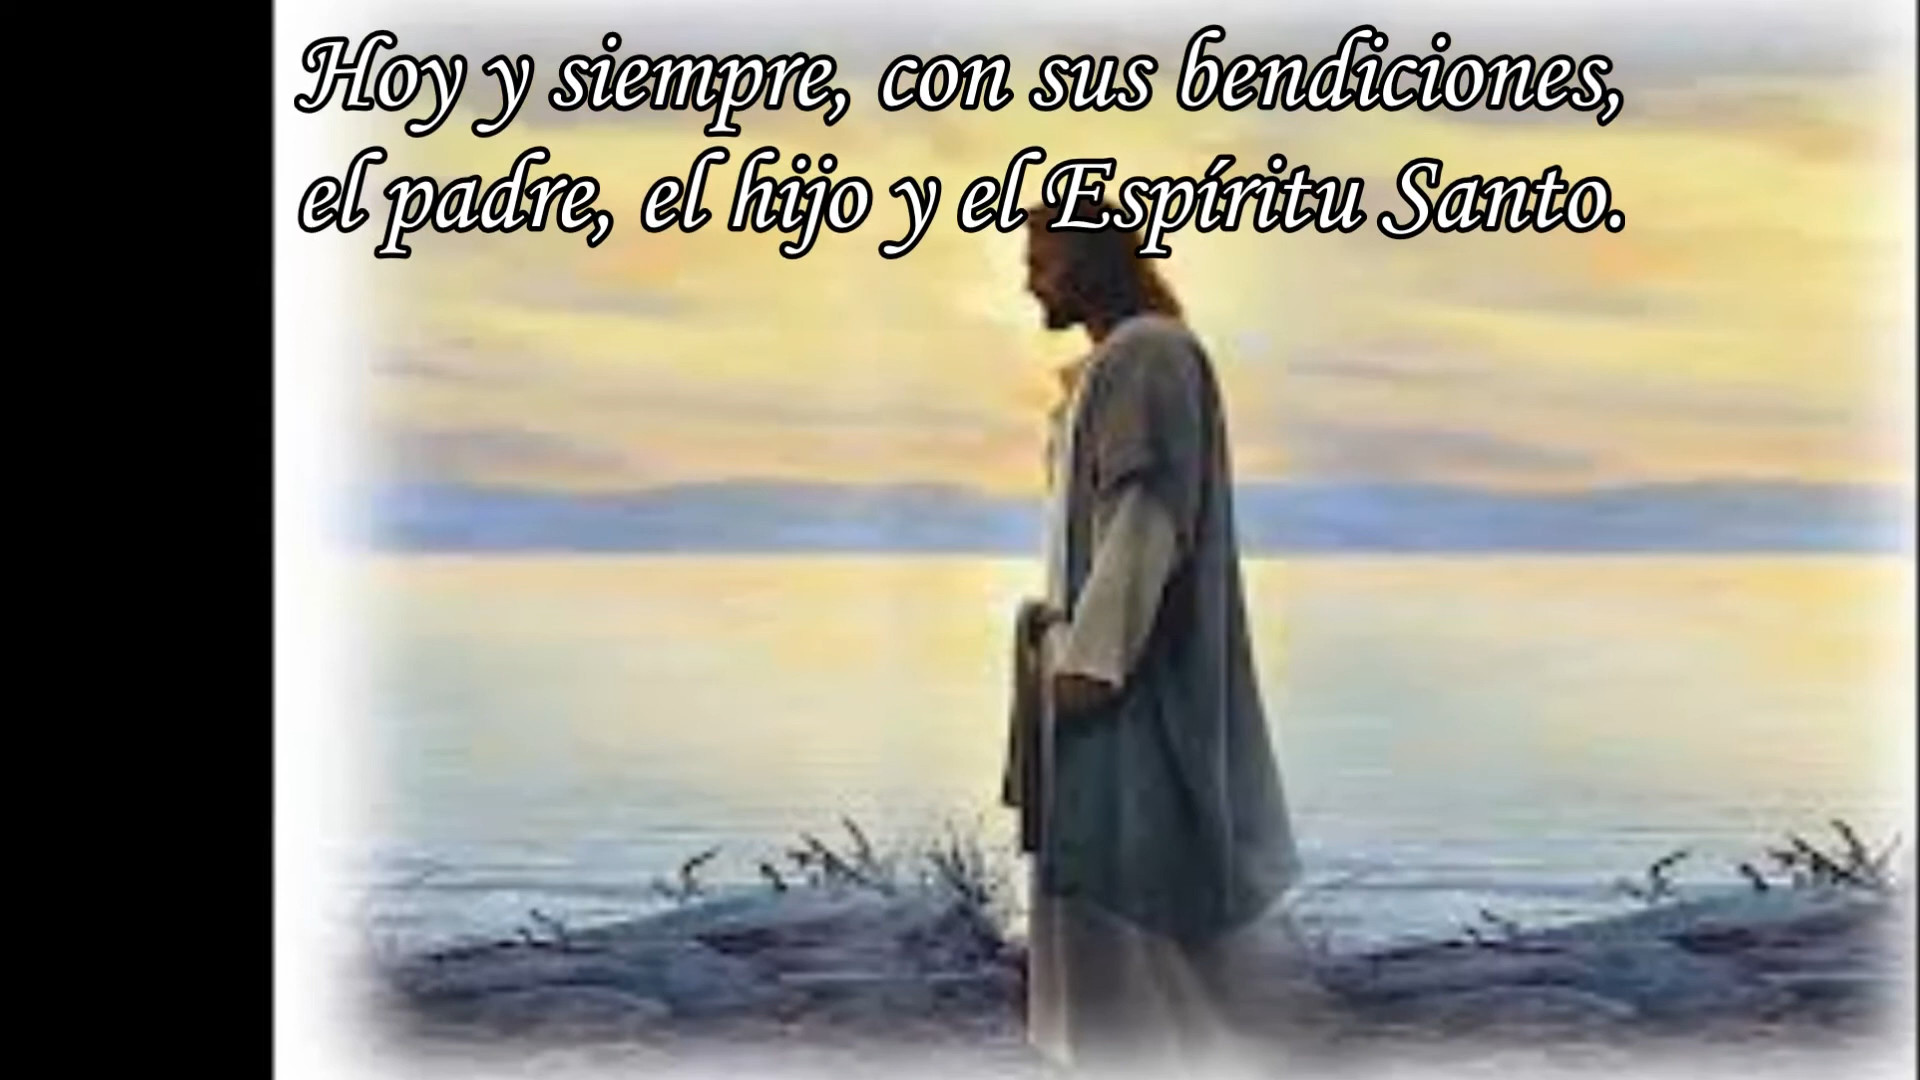 Hoy y siempre, con sus bendiciones,
el padre, el hijo y el Espíritu Santo.